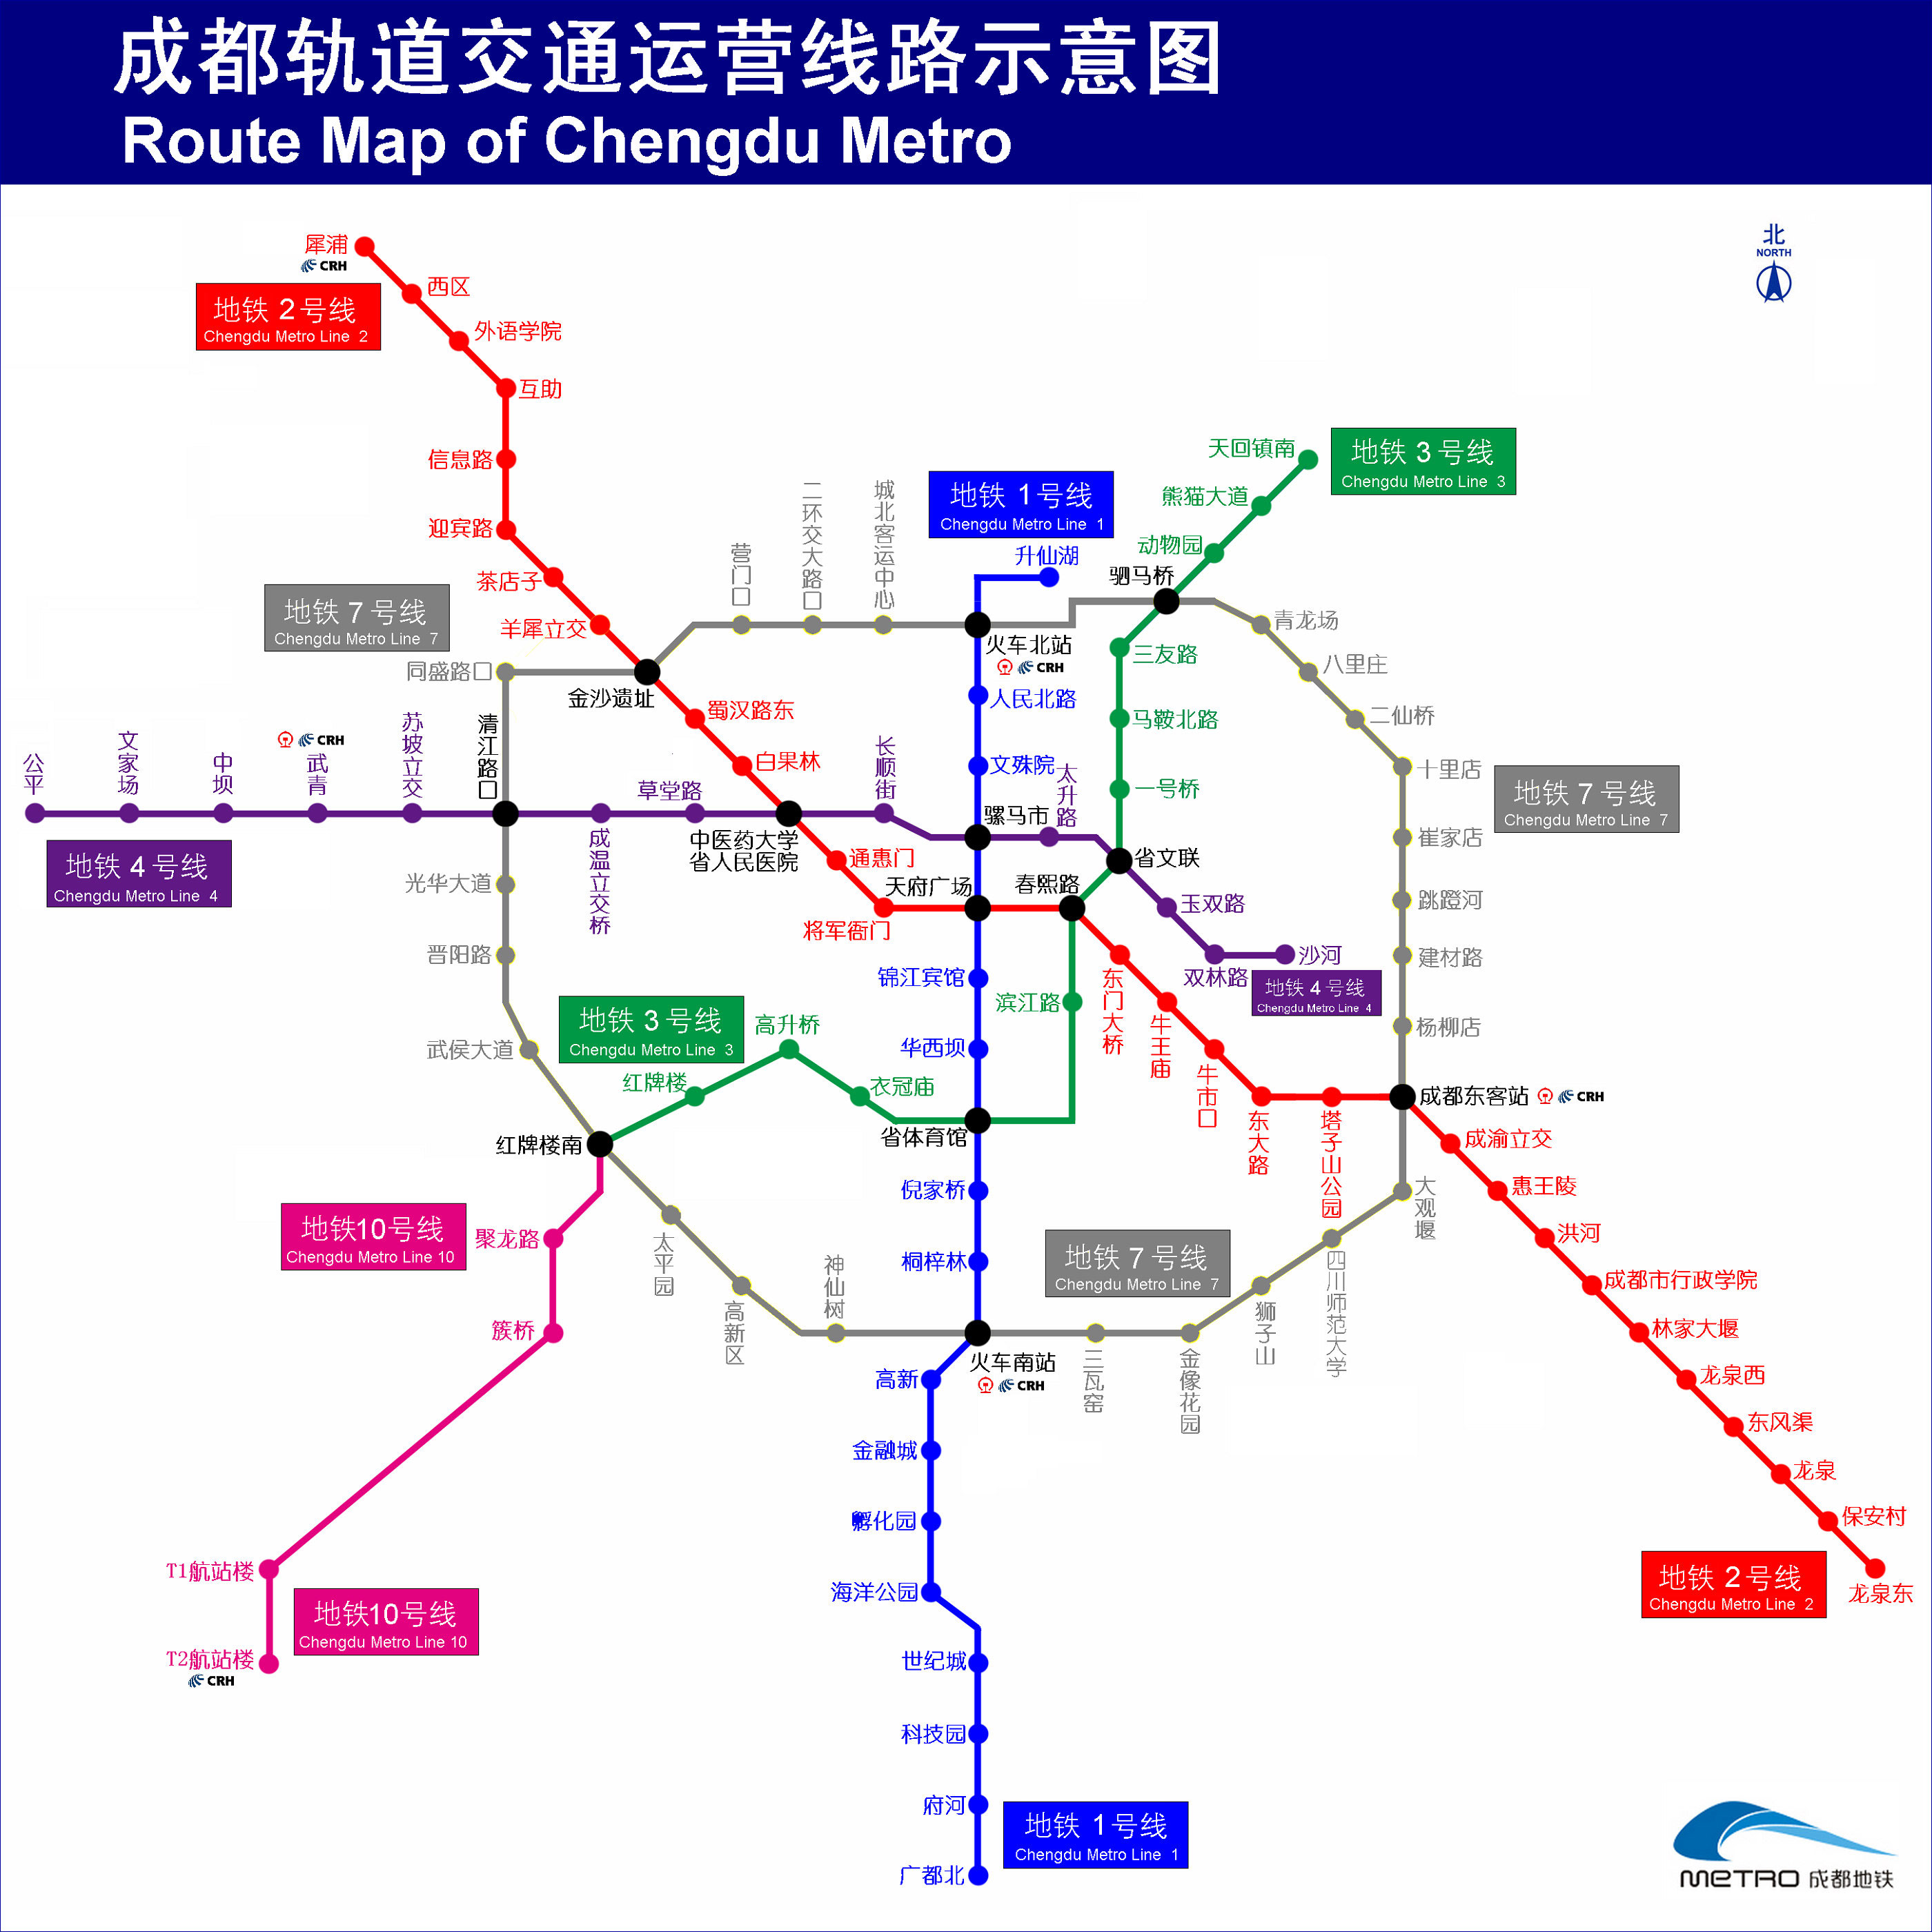 成都轨道交通运营线路示意图
Route Map of Chengdu Metro
北
NORTH
犀浦
CRH
地铁 2 号线
Chengdu Metro Line 2
西区
外语学院
互助
信息路
迎宾路
茶店子
羊犀立交
金沙遗址
蜀汉路东
白果林
中医药大学
省人民医院
通惠门
将军衙门
天府广场
春熙路
东门大桥
牛王庙
牛市口
东大路
塔子山公园
成都东客站
CRH
成渝立交
惠王陵
洪河
成都市行政学院
林家大堰
龙泉西
东风渠
龙泉
保安村
龙泉东
地铁 2 号线
Chengdu Metro Line 2
天回镇南
地铁 3 号线
Chengdu Metro Line 3
熊猫大道
动物园
驷马桥
三友路
马鞍北路
一号桥
省文联
滨江路
省体育馆
衣冠庙
高升桥
红牌楼
地铁 3 号线
Chengdu Metro Line 3
红牌楼南
地铁 1 号线
Chengdu Metro Line 1
升仙湖
火车北站
CRH
人民北路
文殊院
骡马市
锦江宾馆
华西坝
倪家桥
桐梓林
火车南站
CRH
高新
金融城
孵化园
海洋公园
世纪城
科技园
府河
广都北
地铁 1 号线
Chengdu Metro Line 1
公平
文家场
中坝
CRH
武青
苏坡立交
清江路口
成温立交桥
草堂路
长顺街
太升路
玉双路
双林路
沙河
地铁 4 号线
Chengdu Metro Line 4
地铁 4 号线
Chengdu Metro Line 4
地铁 7 号线
Chengdu Metro Line 7
同盛路口
营门口
二环交大路口
城北客运中心
青龙场
八里庄
二仙桥
十里店
地铁 7 号线
Chengdu Metro Line 7
崔家店
跳蹬河
建材路
杨柳店
大观堰
四川师范大学
狮子山
金像花园
三瓦窑
地铁 7 号线
Chengdu Metro Line 7
神仙树
高新区
太平园
武侯大道
晋阳路
光华大道
地铁10号线
Chengdu Metro Line 10
聚龙路
簇桥
T1航站楼
地铁10号线
Chengdu Metro Line 10
T2航站楼
CRH
METRO 成都地铁